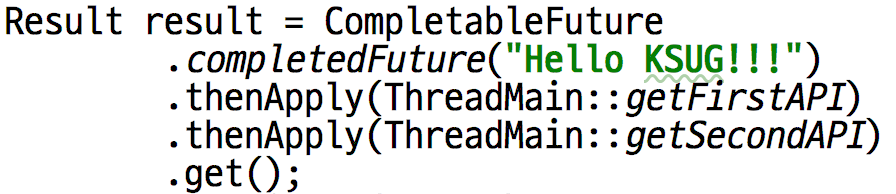 Result result = CompletableFuture
.completedFuture("Hello KSUG!!!")
.thenApply(ThreadMain::getFirstAPI)
.thenApply(ThreadMain::getSecondAPI)
.get();